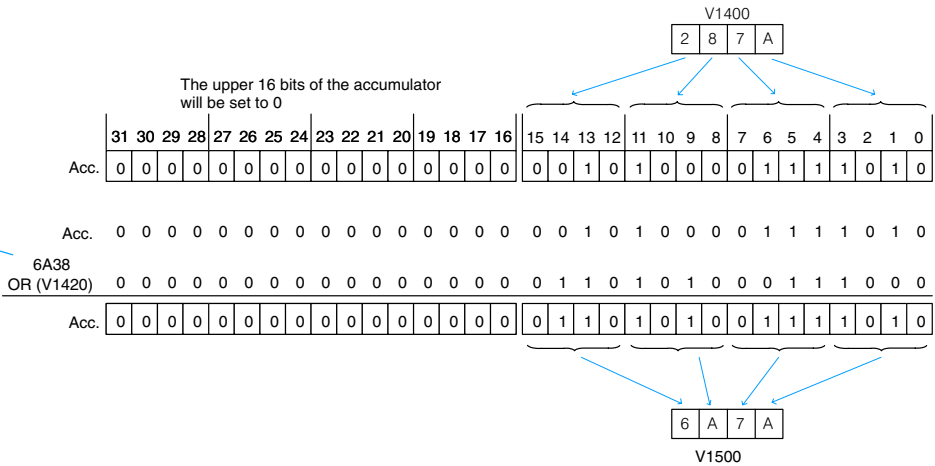 V1400
2 8 7 A
The upper 16 bits of the accumulator
will be set to 0
31 30 29 28 27 26 25 24 23 22 21 20 19 18 17 16 15 14 13 12 11 10 9 8 7 6 5 4 3 2 1 0
Acc. 0 0 0 0 0 0 0 0 0 0 0 0 0 0 0 0 0 0 1 0 1 0 0 0 0 1 1 1 1 0 1 0
Acc. 0 0 0 0 0 0 0 0 0 0 0 0 0 0 0 0 0 0 1 0 1 0 0 0 0 1 1 1 1 0 1 0
6A38
OR (V1420) 0 0 0 0 0 0 0 0 0 0 0 0 0 0 0 0 0 1 1 0 1 0 1 0 0 0 1 1 1 0 0 0
Acc. 0 0 0 0 0 0 0 0 0 0 0 0 0 0 0 0 0 1 1 0 1 0 1 0 0 1 1 1 1 0 1 0
6 A 7 A
V1500